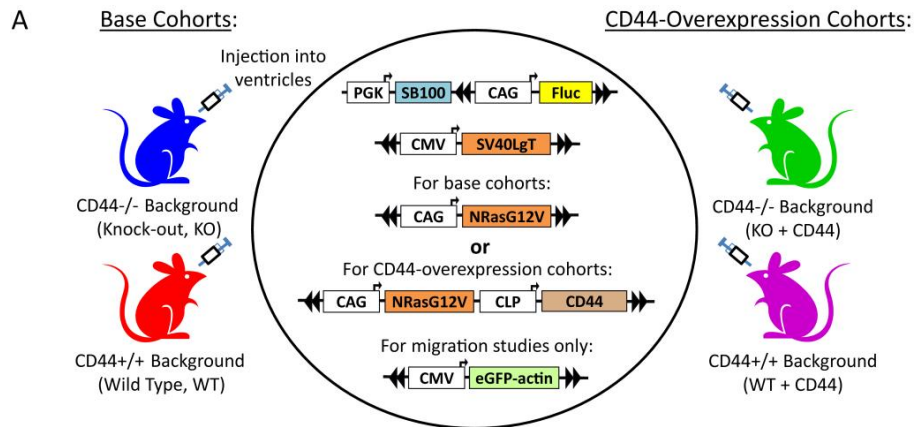 A
Base Cohorts:
CD44-Overexpression Cohorts:
Injection into
ventricles
CD44-/- Background
(Knock-out, KO)
CD44+/+ Background
(Wild Type, WT)
PGK SB100 CAG Fluc
CMV SV40LgT
For base cohorts:
CAG NRasG12V
or
For CD44-overexpression cohorts:
CAG NRasG12V CLP CD44
For migration studies only:
CMV eGFP-actin
CD44-/- Background
(KO + CD44)
CD44+/+ Background
(WT + CD44)